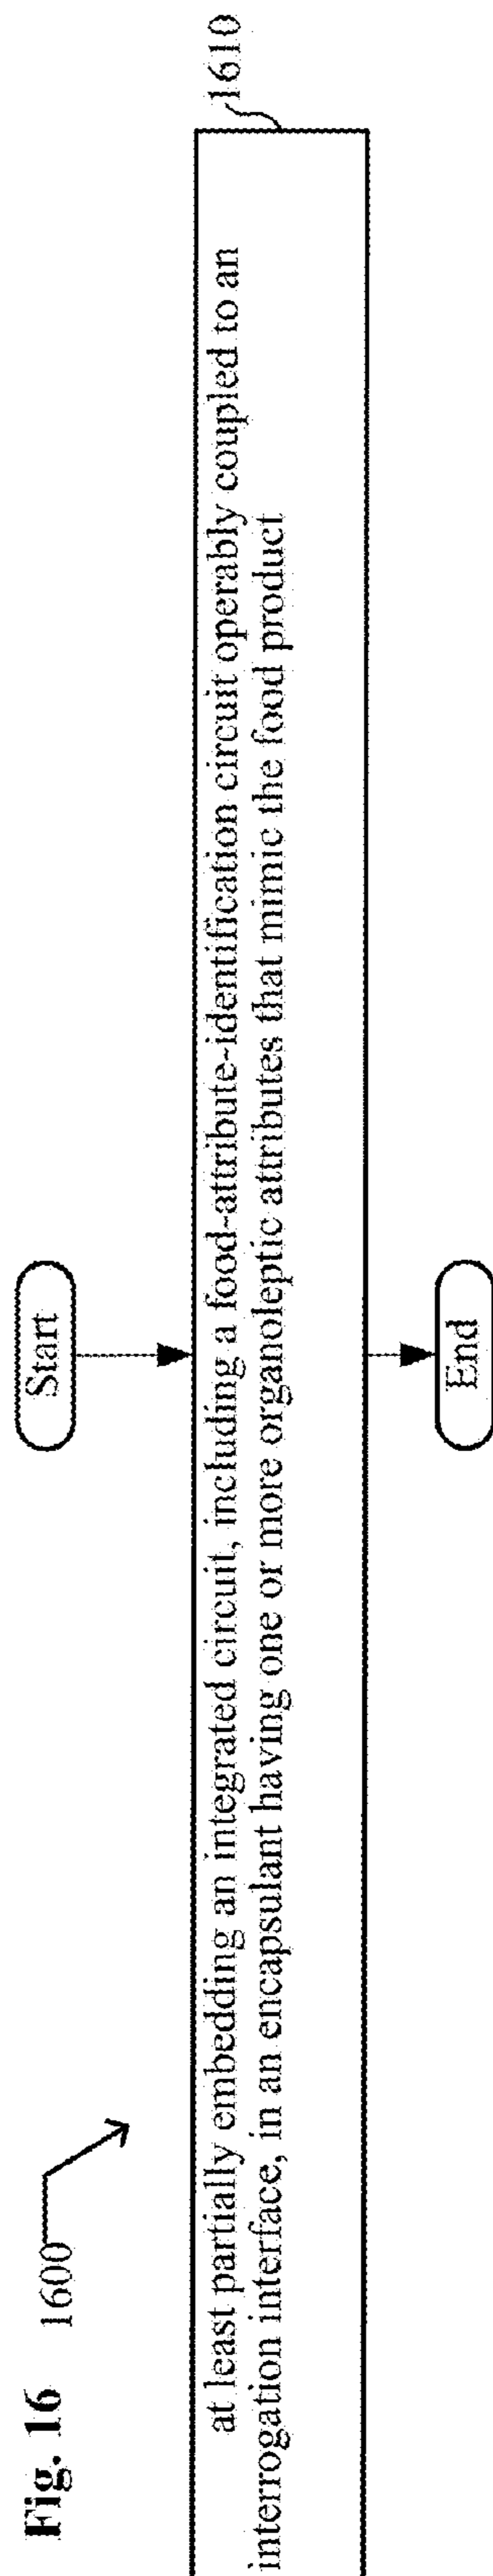 Fig. 16
1600
Start
1610
at least partially embedding an integrated circuit, including a food-attribute-identification circuit operably coupled to an
interrogation interface, in an encapsulant having one or more organoleptic attributes that mimic the food product
End